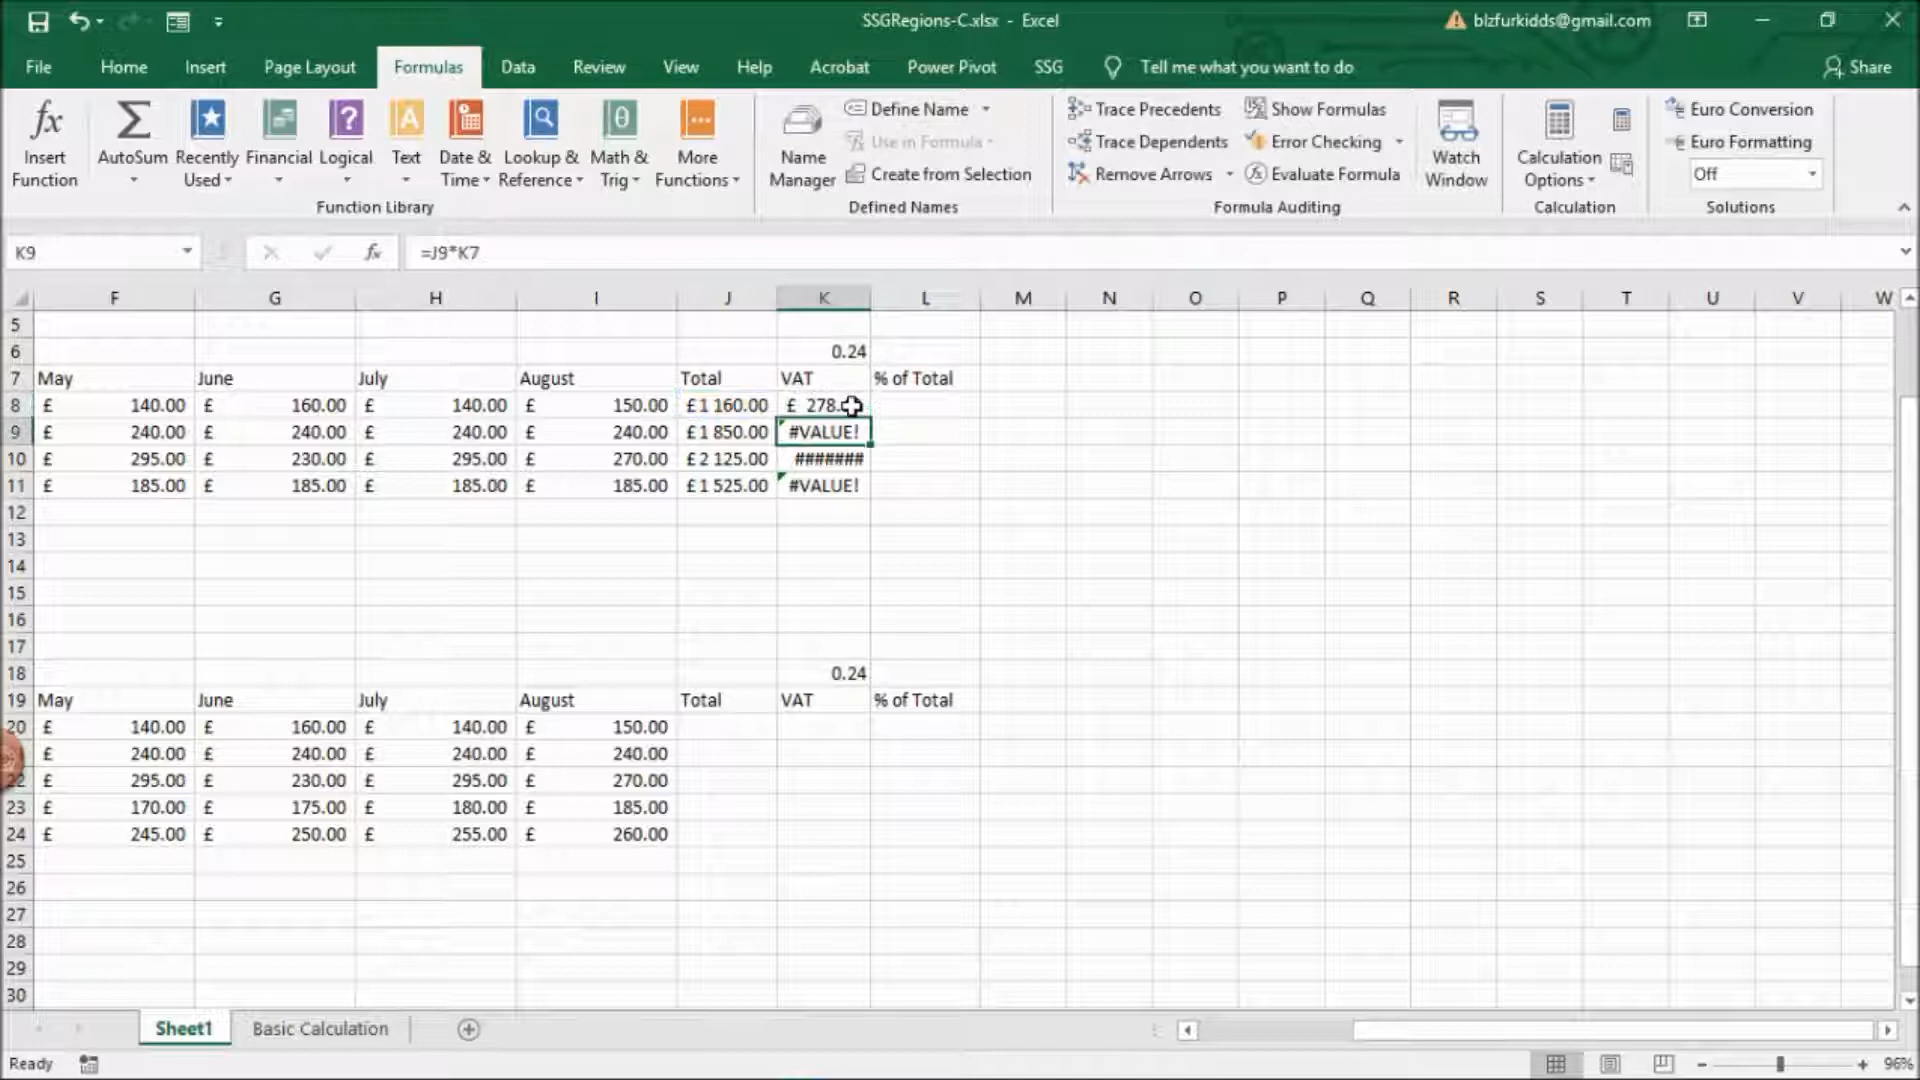 SSGRegions-C.xlsx - Excel
blzfurkidds@gmail.com
File Home Insert Page Layout Formulas Data Review View Help Acrobat Power Pivot SSG Tell me what you want to do Share
Insert Function
AutoSum
Recently Used
Financial
Logical
Text
Date & Time
Lookup & Reference
Math & Trig
More Functions
Function Library
Name Manager
Define Name
Use in Formula
Create from Selection
Defined Names
Trace Precedents
Trace Dependents
Remove Arrows
Show Formulas
Error Checking
Evaluate Formula
Formula Auditing
Watch Window
Calculation Options
Calculation
Euro Conversion
Euro Formatting
Off
Solutions
K9 fx =J9*K7
F G H I J K L M N O P Q R S T U V W
5
6 0.24
7 May June July August Total VAT % of Total
8 £ 140.00 £ 160.00 £ 140.00 £ 150.00 £1 160.00 £ 278.
9 £ 240.00 £ 240.00 £ 240.00 £ 240.00 £1 850.00 #VALUE!
10 £ 295.00 £ 230.00 £ 295.00 £ 270.00 £2 125.00 #######
11 £ 185.00 £ 185.00 £ 185.00 £ 185.00 £1 525.00 #VALUE!
12
13
14
15
16
17
18 0.24
19 May June July August Total VAT % of Total
20 £ 140.00 £ 160.00 £ 140.00 £ 150.00
£ 240.00 £ 240.00 £ 240.00 £ 240.00
22 £ 295.00 £ 230.00 £ 295.00 £ 270.00
23 £ 170.00 £ 175.00 £ 180.00 £ 185.00
24 £ 245.00 £ 250.00 £ 255.00 £ 260.00
25
26
27
28
29
30
Sheet1 Basic Calculation
Ready 96%